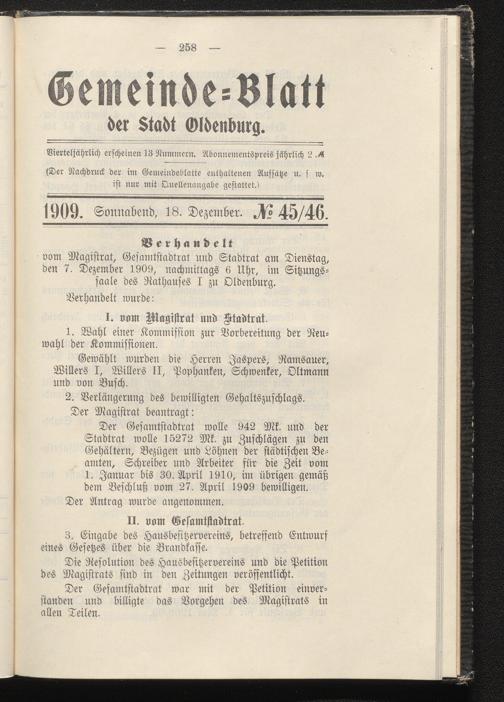 — 258 —
Gemeinde-Blatt
der Stadt Oldenburg.
Vierteljährlich erscheinen 13 Nummern. Abonnementspreis jährlich 2 ℳ
(Der Nachdruck der im Gemeindeblatte enthaltenen Aufsätze u. s w.
ist nur mit Quellenangabe gestattet.)
1909. Sonnabend, 18. Dezember. № 45/46.
Verhandelt
vom Magistrat, Gesamtstadtrat und Stadtrat am Dienstag,
den 7. Dezember 1909, nachmittags 6 Uhr, im Sitzungs-
saale des Rathauses I zu Oldenburg.
Verhandelt wurde:
I. vom Magistrat und Stadtrat.
1. Wahl einer Kommission zur Vorbereitung der Neu-
wahl der Kommissionen.
Gewählt wurden die Herren Jaspers, Ramsauer,
Willers I, Willers II, Pophanken, Schwenker, Oltmann
und von Busch.
2. Verlängerung des bewilligten Gehaltszuschlags.
Der Magistrat beantragt:
Der Gesamtstadtrat wolle 942 Mk. und der
Stadtrat wolle 15272 Mk. zu Zuschlägen zu den
Gehältern, Bezügen und Löhnen der städtischen Be-
amten, Schreiber und Arbeiter für die Zeit vom
1. Januar bis 30. April 1910, im übrigen gemäß
dem Beschluß vom 27. April 1909 bewilligen.
Der Antrag wurde angenommen.
II. vom Gesamtstadtrat.
3. Eingabe des Hausbesitzervereins, betreffend Entwurf
eines Gesetzes über die Brandkasse.
Die Resolution des Hausbesitzervereins und die Petition
des Magistrats sind in den Zeitungen veröffentlicht.
Der Gesamtstadtrat war mit der Petition einver-
standen und billigte das Vorgehen des Magistrats in
allen Teilen.